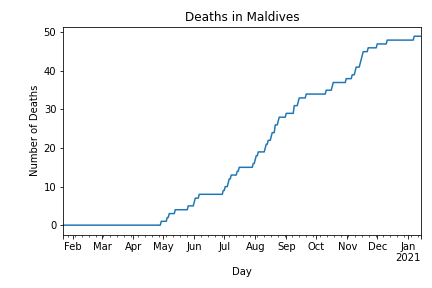 Deaths in Maldives
50
40
30
20
10
0
Number of Deaths
Feb Mar Apr May Jun Jul Aug Sep Oct Nov Dec Jan
2021
Day